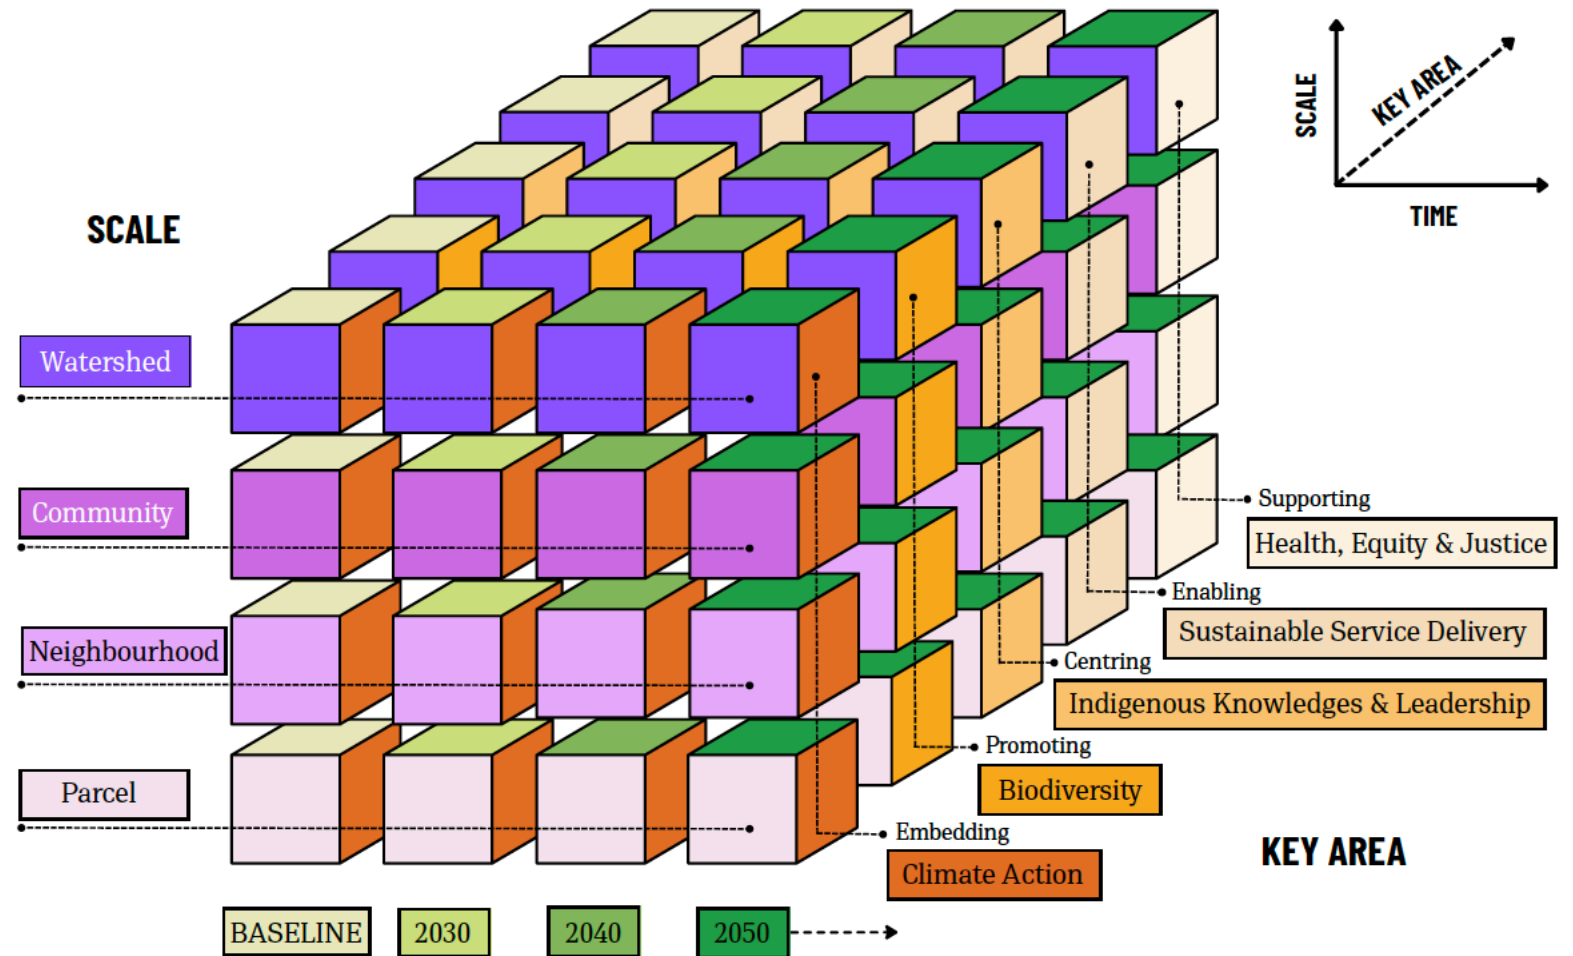 SCALE
KEY AREA
TIME
SCALE
Watershed
Community
Neighbourhood
Parcel
Supporting
Health, Equity & Justice
Enabling
Sustainable Service Delivery
Centring
Indigenous Knowledges & Leadership
Promoting
Biodiversity
Embedding
Climate Action
KEY AREA
BASELINE
2030
2040
2050